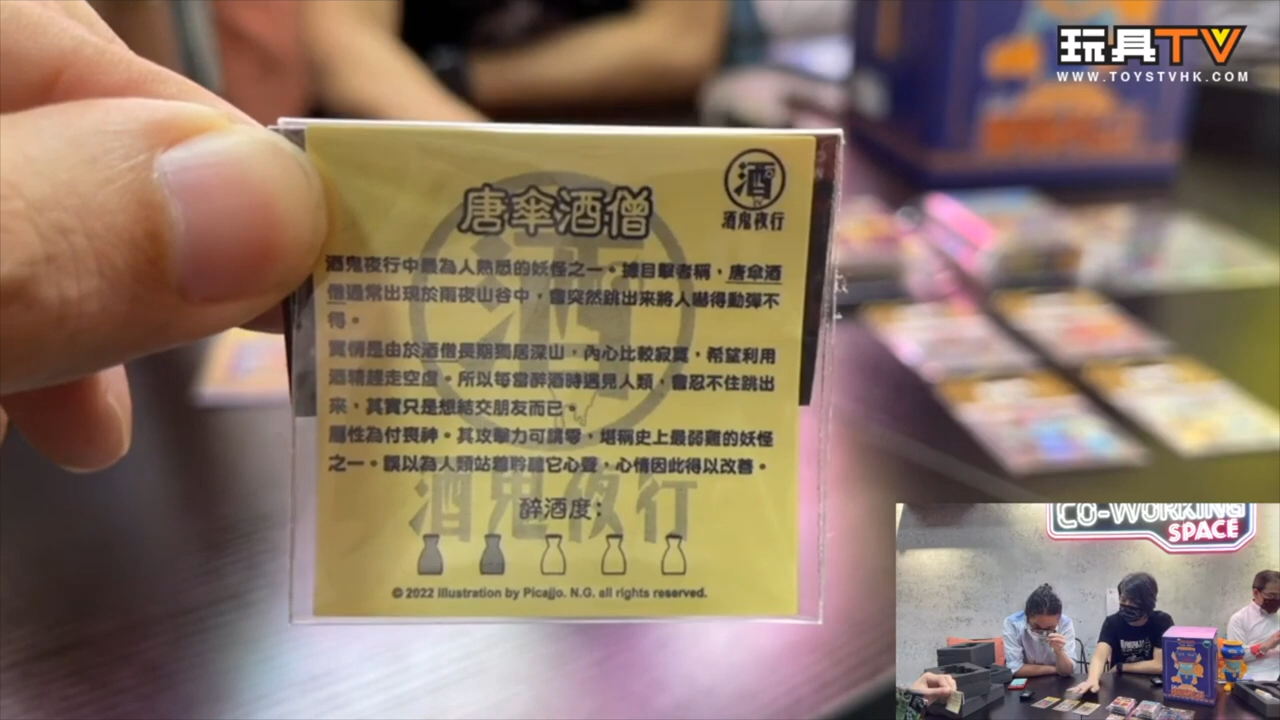 玩具TV
WWW.TOYSTVHK.COM
酒
酒鬼夜行
唐傘酒僧
酒鬼夜行中最為人熟悉的妖怪之一。據目擊者稱，唐傘酒
僧通常出現於雨夜山谷中，會突然跳出來將人嚇得動彈不
得。
實情是由於酒僧長期獨居深山，內心比較寂寞，希望利用
酒精趕走空虛。所以每當醉酒時遇見人類，會忍不住跳出
來，其實只是想結交朋友而已。
屬性為付喪神。其攻擊力可謂零，堪稱史上最弱雞的妖怪
之一。誤以為人類站着聆聽它心聲，心情因此得以改善。
酒
酒鬼夜行
醉酒度：
© 2022 Illustration by Picajjo. N.G. all rights reserved.
CO-WORKING
SPACE